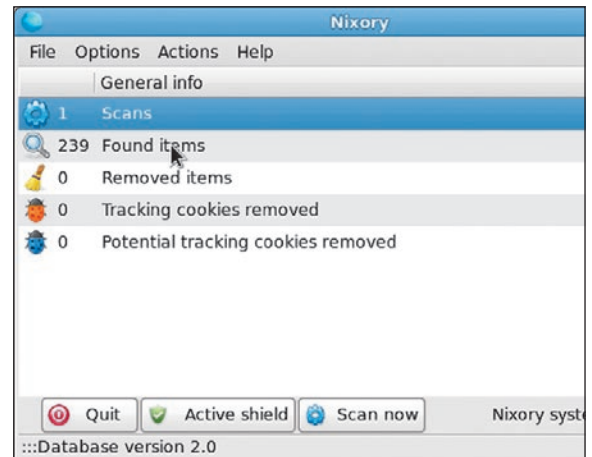 Nixory
File Options Actions Help
General info
1 Scans
239 Found items
0 Removed items
0 Tracking cookies removed
0 Potential tracking cookies removed
Quit Active shield Scan now Nixory syste
:::Database version 2.0